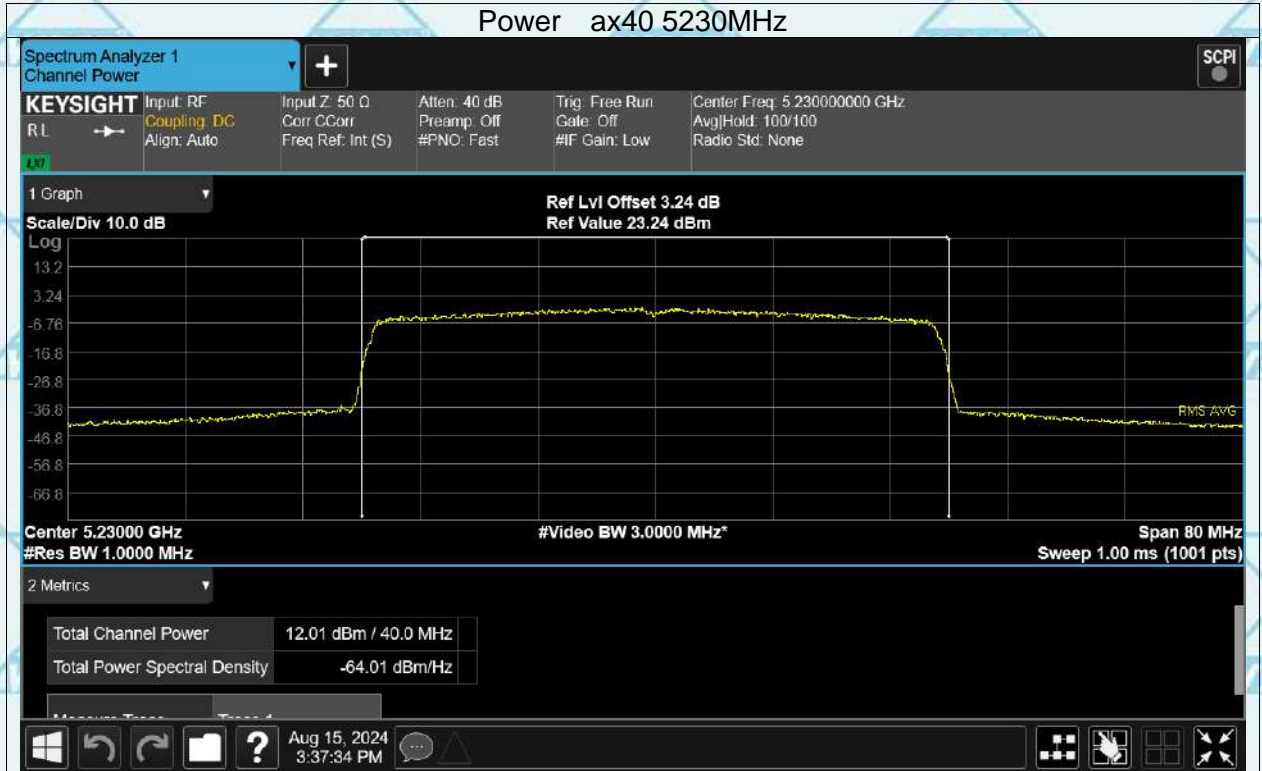 Power ax40 5230MHz
Spectrum Analyzer 1
Channel Power
SCPI
KEYSIGHT
RL
LXI
Input: RF
Coupling: DC
Align: Auto
Input Z: 50 Ω
Corr CCorr
Freq Ref: Int (S)
Atten: 40 dB
Preamp: Off
#PNO: Fast
Trig: Free Run
Gate: Off
#IF Gain: Low
Center Freq: 5.230000000 GHz
Avg|Hold: 100/100
Radio Std: None
1 Graph
Scale/Div 10.0 dB
Ref Lvl Offset 3.24 dB
Ref Value 23.24 dBm
Log
13.2
3.24
-6.76
-16.8
-26.8
-36.8
-46.8
-56.8
-66.8
RMS AVG
Center 5.23000 GHz
#Res BW 1.0000 MHz
#Video BW 3.0000 MHz*
Span 80 MHz
Sweep 1.00 ms (1001 pts)
2 Metrics
Total Channel Power 12.01 dBm / 40.0 MHz
Total Power Spectral Density -64.01 dBm/Hz
Aug 15, 2024
3:37:34 PM